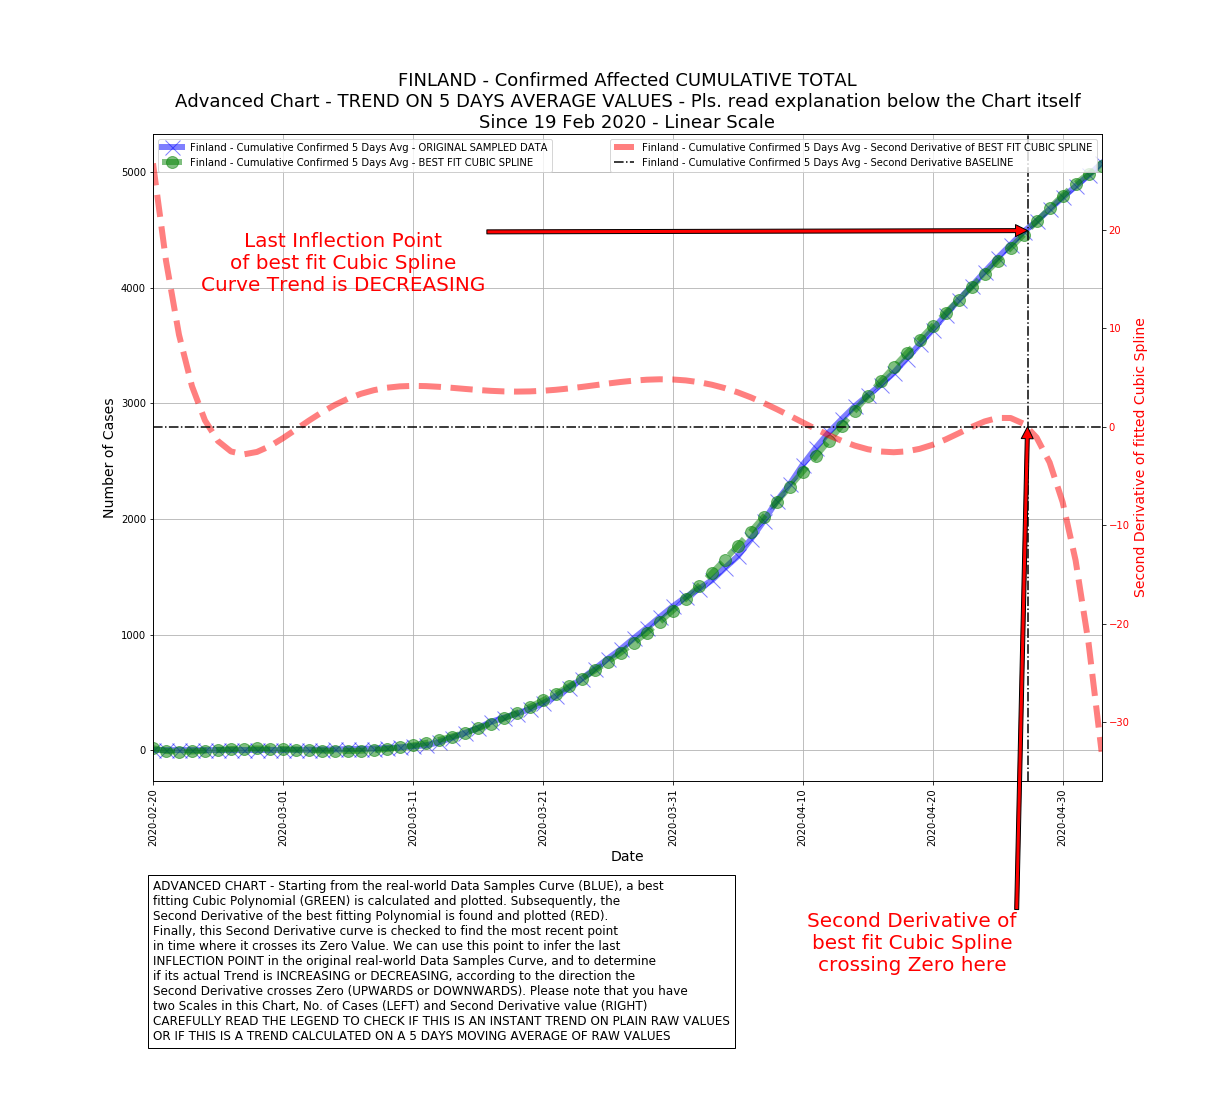 FINLAND - Confirmed Affected CUMULATIVE TOTAL
Advanced Chart - TREND ON 5 DAYS AVERAGE VALUES - Pls. read explanation below the Chart itself
Since 19 Feb 2020 - Linear Scale
Finland - Cumulative Confirmed 5 Days Avg - ORIGINAL SAMPLED DATA
Finland - Cumulative Confirmed 5 Days Avg - BEST FIT CUBIC SPLINE
Finland - Cumulative Confirmed 5 Days Avg - Second Derivative of BEST FIT CUBIC SPLINE
Finland - Cumulative Confirmed 5 Days Avg - Second Derivative BASELINE
Last Inflection Point
of best fit Cubic Spline
Curve Trend is DECREASING
Number of Cases
5000
4000
3000
2000
1000
0
20
10
0
−10
−20
−30
Second Derivative of fitted Cubic Spline
2020-02-20
2020-03-01
2020-03-11
2020-03-21
2020-03-31
2020-04-10
2020-04-20
2020-04-30
Date
ADVANCED CHART - Starting from the real-world Data Samples Curve (BLUE), a best
fitting Cubic Polynomial (GREEN) is calculated and plotted. Subsequently, the
Second Derivative of the best fitting Polynomial is found and plotted (RED).
Finally, this Second Derivative curve is checked to find the most recent point
in time where it crosses its Zero Value. We can use this point to infer the last
INFLECTION POINT in the original real-world Data Samples Curve, and to determine
if its actual Trend is INCREASING or DECREASING, according to the direction the
Second Derivative crosses Zero (UPWARDS or DOWNWARDS). Please note that you have
two Scales in this Chart, No. of Cases (LEFT) and Second Derivative value (RIGHT)
CAREFULLY READ THE LEGEND TO CHECK IF THIS IS AN INSTANT TREND ON PLAIN RAW VALUES
OR IF THIS IS A TREND CALCULATED ON A 5 DAYS MOVING AVERAGE OF RAW VALUES
Second Derivative of
best fit Cubic Spline
crossing Zero here